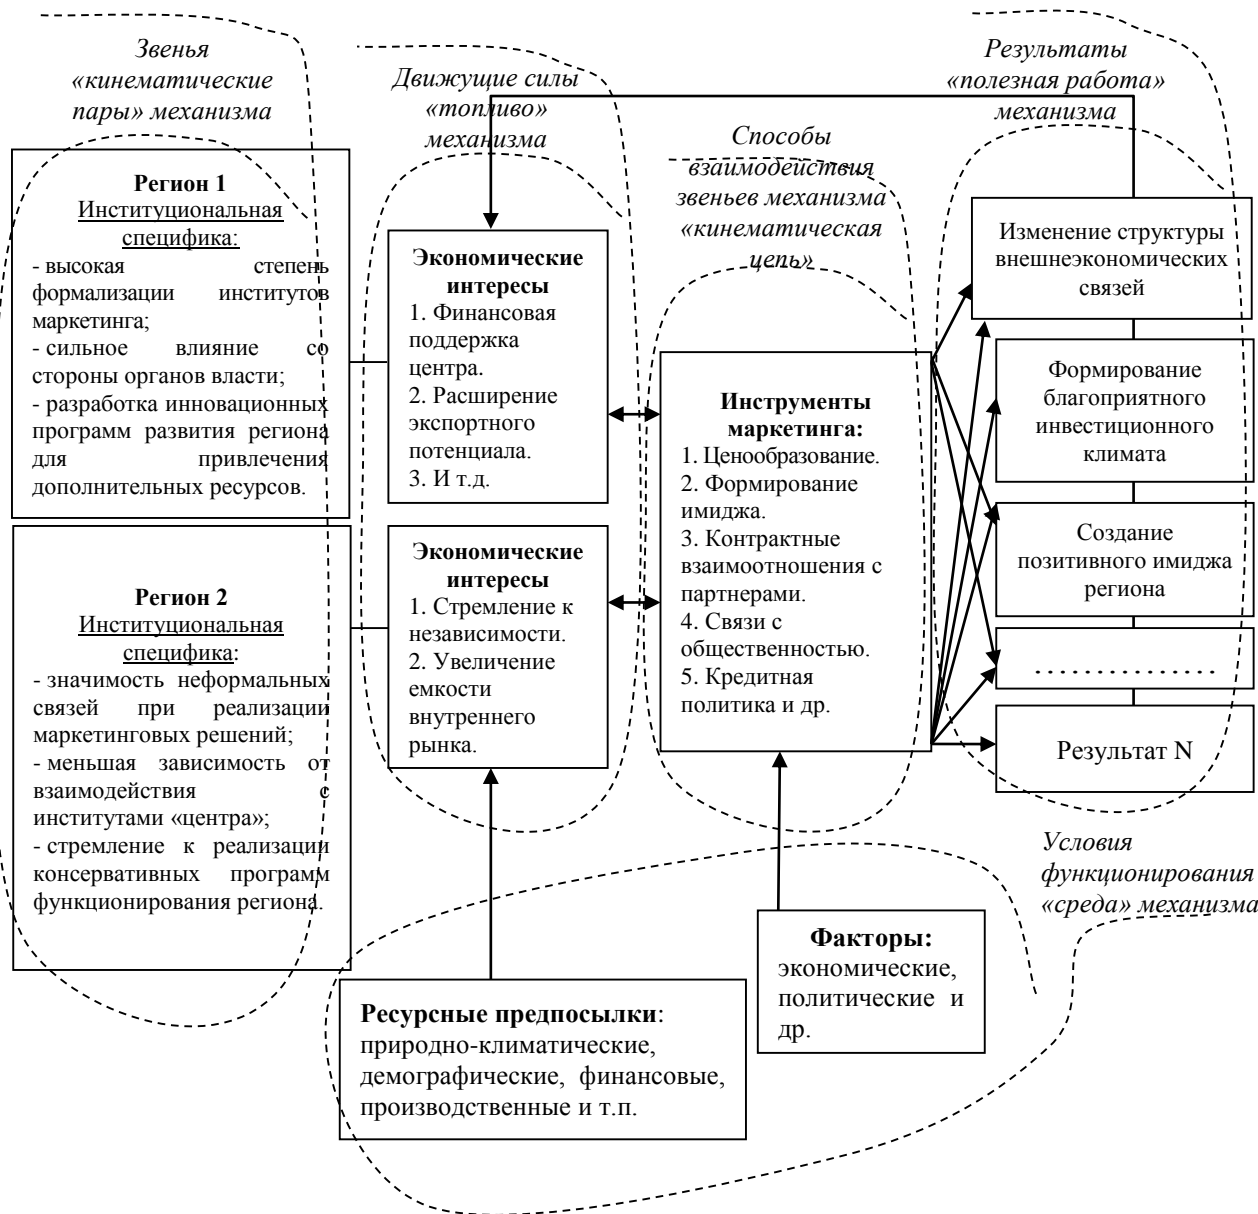 Звенья
«кинематические
пары» механизма
Движущие силы
«топливо»
механизма
Способы
взаимодействия
звеньев механизма
«кинематическая
цепь»
Результаты
«полезная работа»
механизма
Регион 1
Институциональная
специфика:
- высокая степень
формализации институтов
маркетинга;
- сильное влияние со
стороны органов власти;
- разработка инновационных
программ развития региона
для привлечения
дополнительных ресурсов.
Экономические
интересы
1. Финансовая
поддержка
центра.
2. Расширение
экспортного
потенциала.
3. И т.д.
Инструменты
маркетинга:
1. Ценообразование.
2. Формирование
имиджа.
3. Контрактные
взаимоотношения с
партнерами.
4. Связи с
общественностью.
5. Кредитная
политика и др.
Изменение структуры
внешнеэкономических
связей
Формирование
благоприятного
инвестиционного
климата
Создание
позитивного имиджа
региона
. . . . . . . . . . . . . . .
Результат N
Регион 2
Институциональная
специфика:
- значимость неформальных
связей при реализации
маркетинговых решений;
- меньшая зависимость от
взаимодействия с
институтами «центра»;
- стремление к реализации
консервативных программ
функционирования региона.
Экономические
интересы
1. Стремление к
независимости.
2. Увеличение
емкости
внутреннего
рынка.
Условия
функционирования
«среда» механизма
Факторы:
экономические,
политические и
др.
Ресурсные предпосылки:
природно-климатические,
демографические, финансовые,
производственные и т.п.